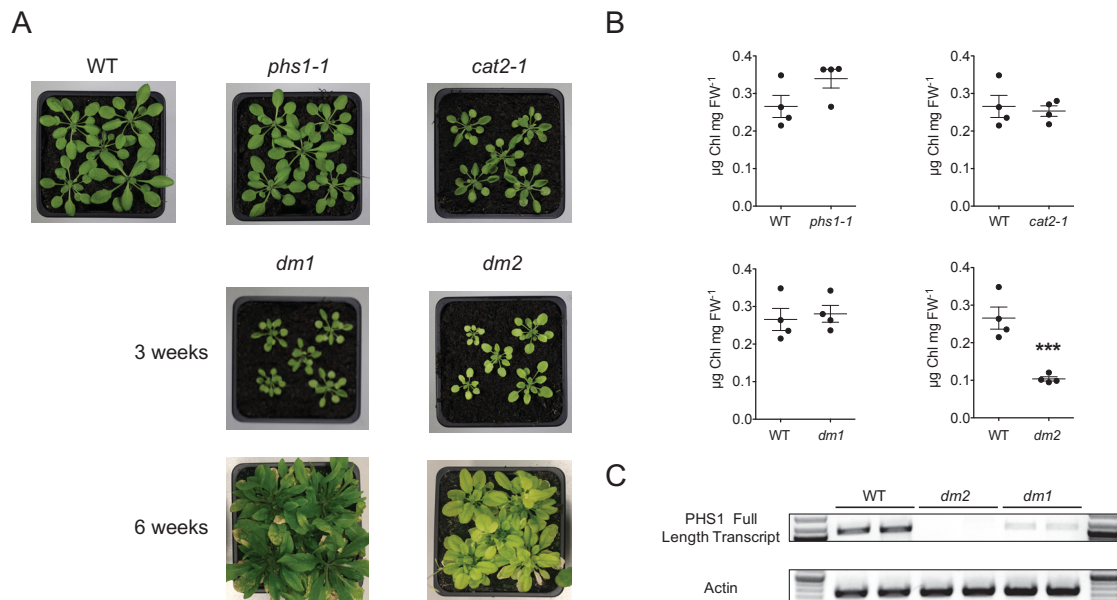 A
WT
phs1-1
cat2-1
dm1
dm2
3 weeks
6 weeks
B
0.4
0.3
0.2
0.1
0.0
µg Chl mg FW-1
WT
phs1-1
0.4
0.3
0.2
0.1
0.0
µg Chl mg FW-1
WT
cat2-1
0.4
0.3
0.2
0.1
0.0
µg Chl mg FW-1
WT
dm1
0.4
0.3
0.2
0.1
0.0
µg Chl mg FW-1
***
WT
dm2
C
WT
dm2
dm1
PHS1 Full
Length Transcript
Actin